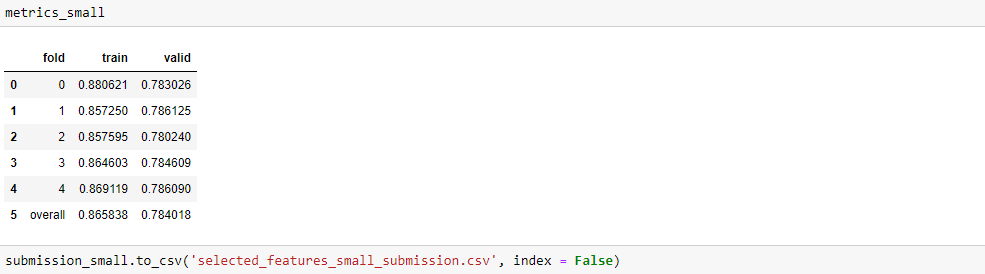 metrics_small
fold train valid
0 0 0.880621 0.783026
1 1 0.857250 0.786125
2 2 0.857595 0.780240
3 3 0.864603 0.784609
4 4 0.869119 0.786090
5 overall 0.865838 0.784018
submission_small.to_csv('selected_features_small_submission.csv', index = False)